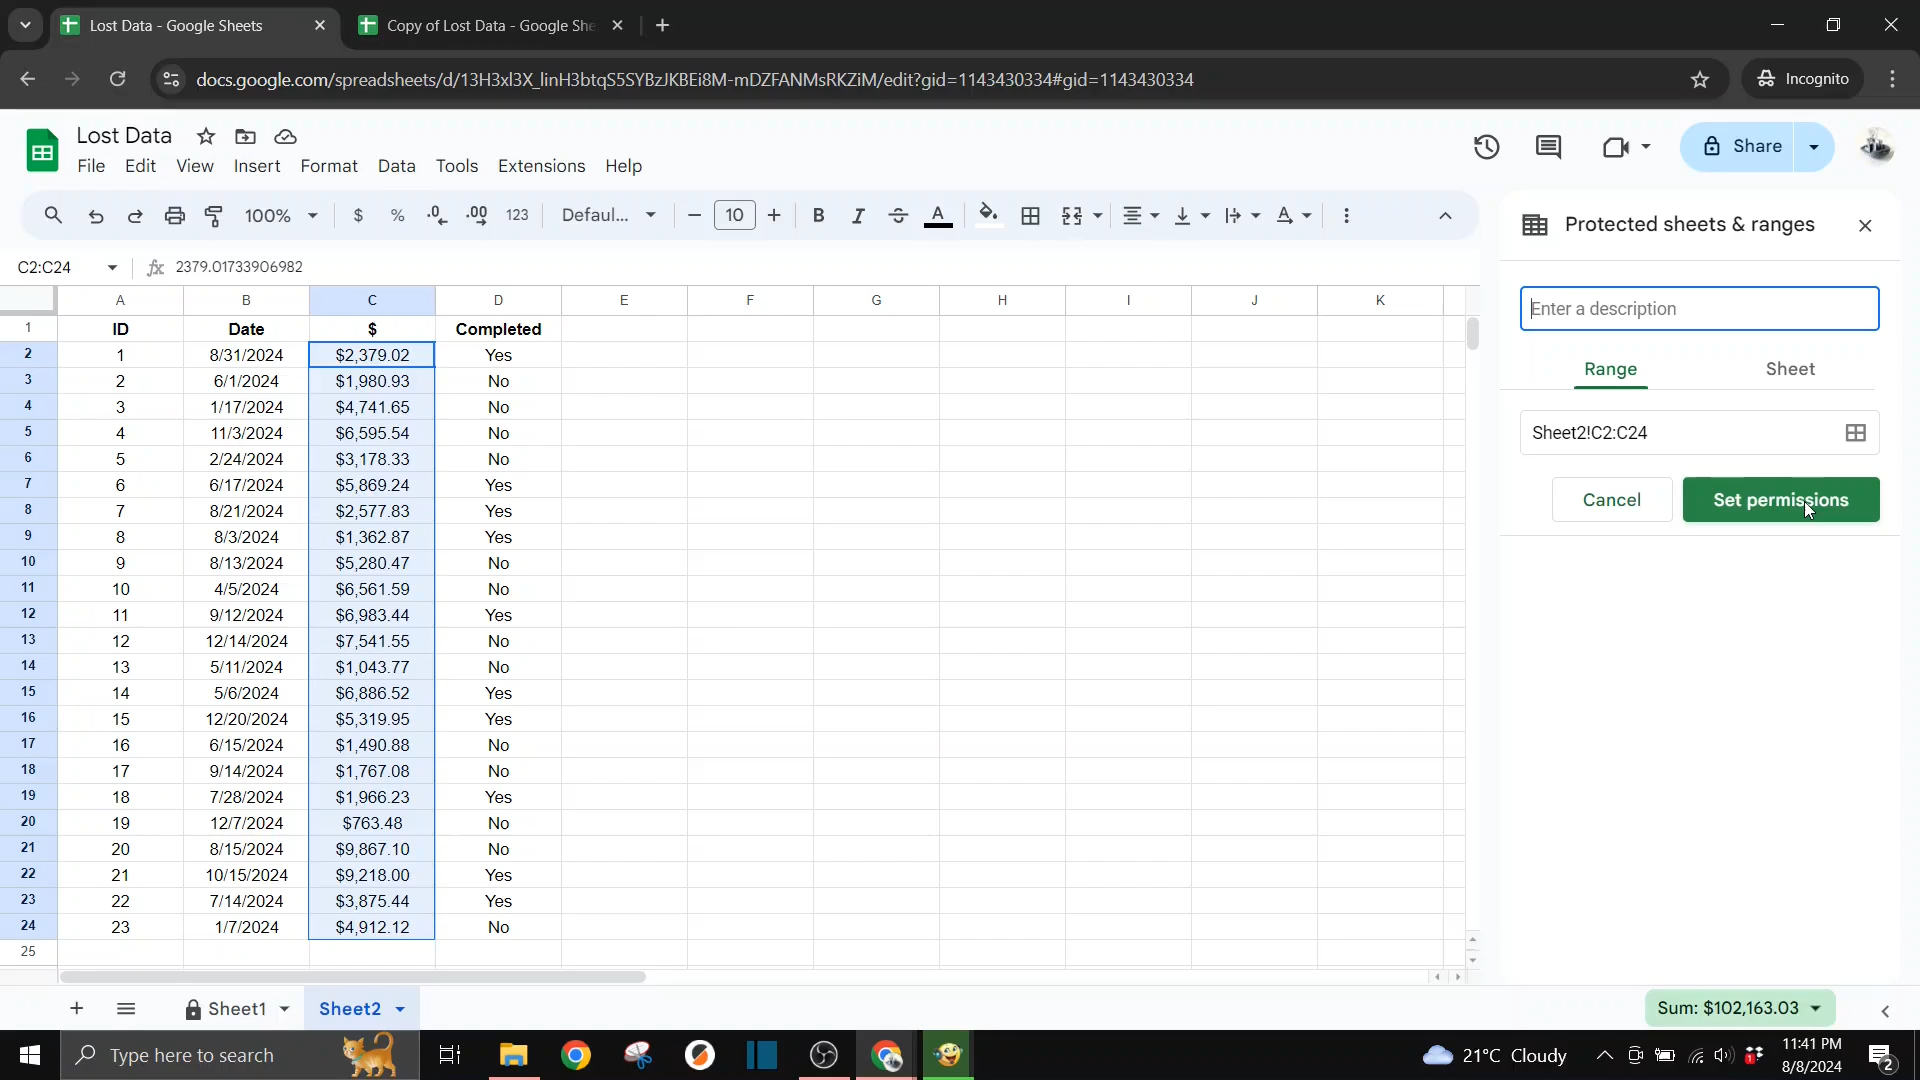 Lost Data - Google Sheets
Copy of Lost Data - Google She
docs.google.com/spreadsheets/d/13H3xl3X_linH3btqS5SYBzJKBEi8M-mDZFANMsRKZiM/edit?gid=1143430334#gid=1143430334
Incognito
Lost Data
File Edit View Insert Format Data Tools Extensions Help
Share
100% $ % .0 .00 123 Defaul... 10 B I A
Protected sheets & ranges
C2:C24 fx 2379.01733906982
A B C D E F G H I J K
1 ID Date $ Completed
2 1 8/31/2024 $2,379.02 Yes
3 2 6/1/2024 $1,980.93 No
4 3 1/17/2024 $4,741.65 No
5 4 11/3/2024 $6,595.54 No
6 5 2/24/2024 $3,178.33 No
7 6 6/17/2024 $5,869.24 Yes
8 7 8/21/2024 $2,577.83 Yes
9 8 8/3/2024 $1,362.87 Yes
10 9 8/13/2024 $5,280.47 No
11 10 4/5/2024 $6,561.59 No
12 11 9/12/2024 $6,983.44 Yes
13 12 12/14/2024 $7,541.55 No
14 13 5/11/2024 $1,043.77 No
15 14 5/6/2024 $6,886.52 Yes
16 15 12/20/2024 $5,319.95 Yes
17 16 6/15/2024 $1,490.88 No
18 17 9/14/2024 $1,767.08 No
19 18 7/28/2024 $1,966.23 Yes
20 19 12/7/2024 $763.48 No
21 20 8/15/2024 $9,867.10 No
22 21 10/15/2024 $9,218.00 Yes
23 22 7/14/2024 $3,875.44 Yes
24 23 1/7/2024 $4,912.12 No
25
Enter a description
Range Sheet
Sheet2!C2:C24
Cancel Set permissions
Sheet1 Sheet2 Sum: $102,163.03
Type here to search
21°C Cloudy
11:41 PM
8/8/2024
2